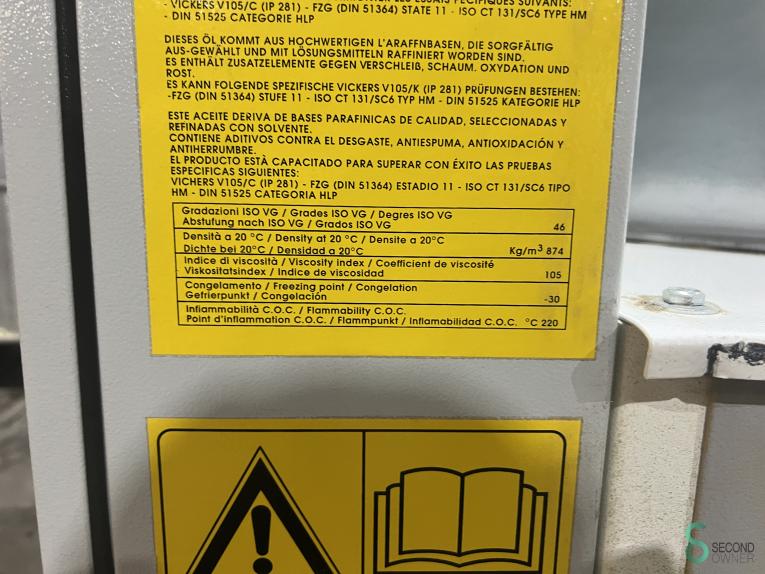 - VICKERS V105/C (IP 281) - FZG (DIN 51364) STATE 11 - ISO CT 131/SC6 TYPE HM
- DIN 51525 CATEGORIE HLP
DIESES ÖL KOMMT AUS HOCHWERTIGEN L'ARAFFNBASEN, DIE SORGFÄLTIG
AUS-GEWÄHLT UND MIT LÖSUNGSMITTELN RAFFINIERT WORDEN SIND.
ES ENTHÄLT ZUSATZELEMENTE GEGEN VERSCHLEIß, SCHAUM. OXYDATION UND
ROST.
ES KANN FOLGENDE SPEZIFISCHE VICKERS V105/K (IP 281) PRÜFUNGEN BESTEHEN:
-FZG (DIN 51364) STUFE 11 - ISO CT 131/SC6 TYP HM - DIN 51525 KATEGORIE HLP
ESTE ACEITE DERIVA DE BASES PARAFINICAS DE CALIDAD, SELECCIONADAS Y
REFINADAS CON SOLVENTE.
CONTIENE ADITIVOS CONTRA EL DESGASTE, ANTIESPUMA, ANTIOXIDACIÓN Y
ANTIHERRUMBRE.
EL PRODUCTO ESTÀ CAPACITADO PARA SUPERAR CON ÉXITO LAS PRUEBAS
ESPECIFICAS SIGUIENTES:
VICHERS V105/C (IP 281) - FZG (DIN 51364) ESTADIO 11 - ISO CT 131/SC6 TIPO
HM - DIN 51525 CATEGORIA HLP
Gradazioni ISO VG / Grades ISO VG / Degres ISO VG
Abstufung nach ISO VG / Grados ISO VG 46
Densità a 20 °C / Density at 20 °C / Densite a 20°C
Dichte bei 20°C / Densidad a 20°C Kg/m³ 874
Indice di viscosità / Viscosity index / Coefficient de viscosité
Viskositatsindex / Indice de viscosidad 105
Congelamento / Freezing point / Congelation
Gefrierpunkt / Congelación -30
Infiammabilità C.O.C. / Flammability C.O.C.
Point d'inflammation C.O.C. / Flammpunkt / Inflamabilidad C.O.C. °C 220
SECOND
OWNER